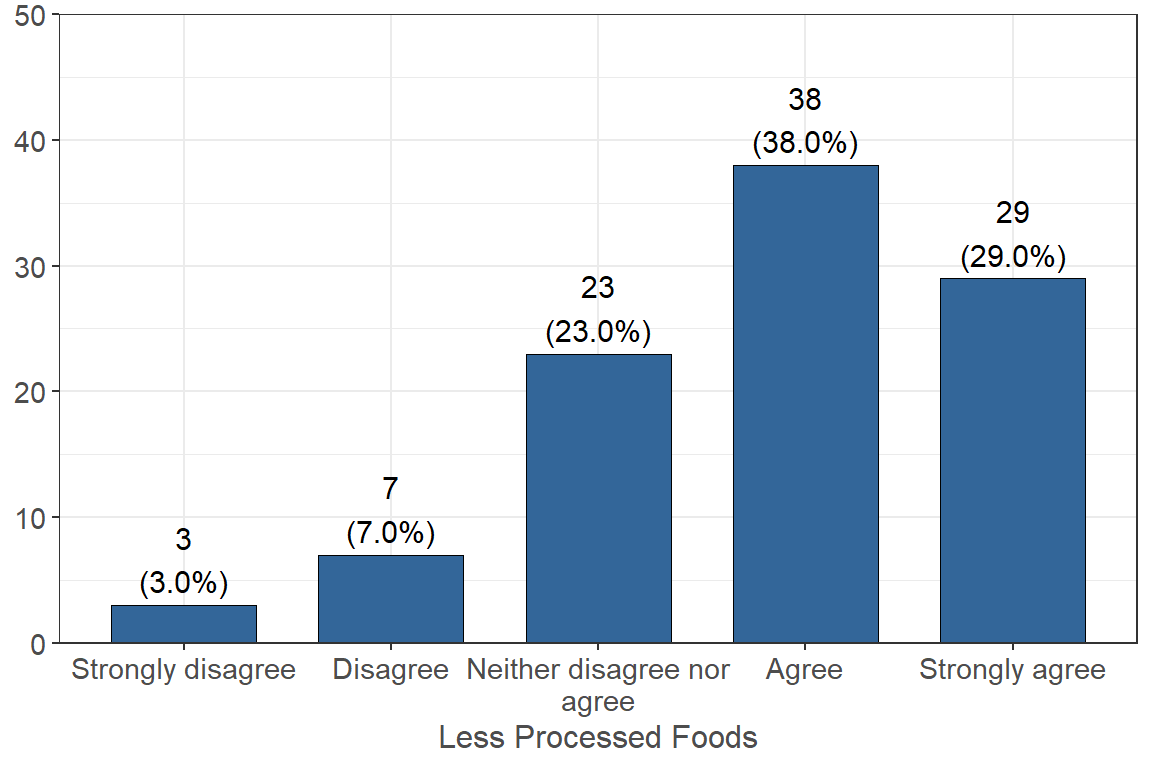 50
40
30
20
10
0
3
(3.0%)
7
(7.0%)
23
(23.0%)
38
(38.0%)
29
(29.0%)
Strongly disagree
Disagree
Neither disagree nor
agree
Agree
Strongly agree
Less Processed Foods